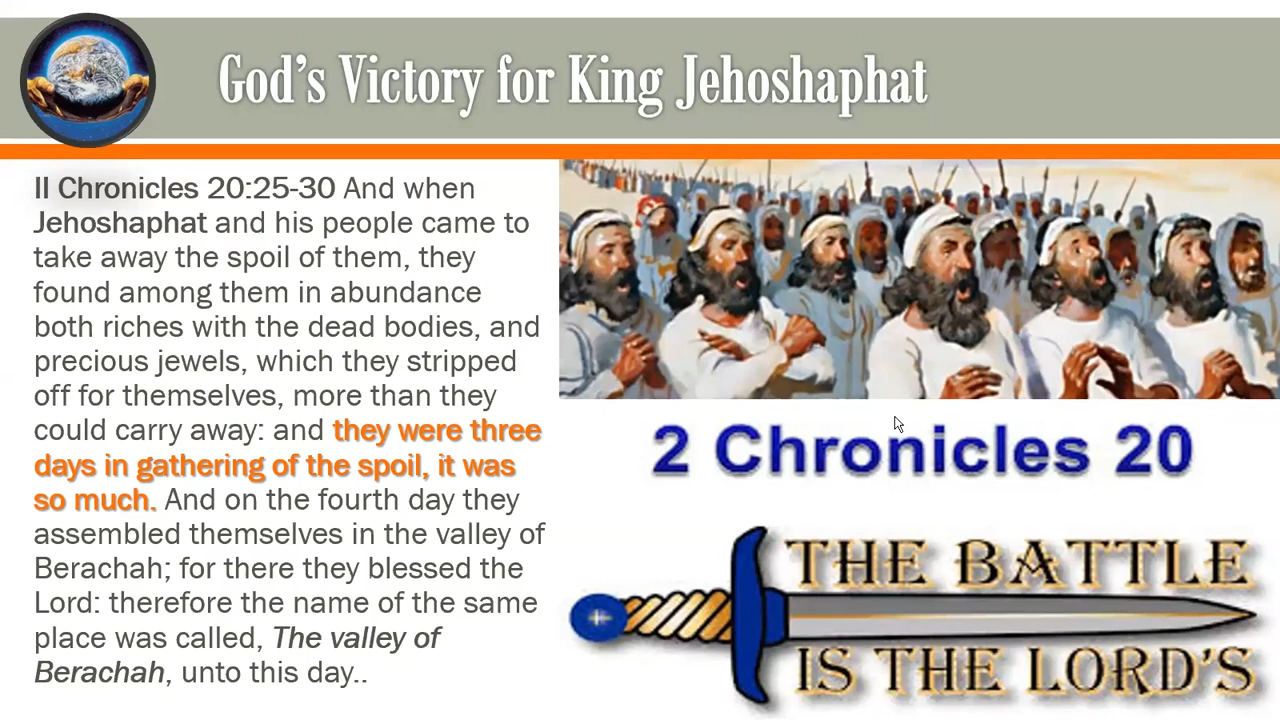 God's Victory for King Jehoshaphat
II Chronicles 20:25-30 And when
Jehoshaphat and his people came to
take away the spoil of them, they
found among them in abundance
both riches with the dead bodies, and
precious jewels, which they stripped
off for themselves, more than they
could carry away: and they were three
days in gathering of the spoil, it was
so much. And on the fourth day they
assembled themselves in the valley of
Berachah; for there they blessed the
Lord: therefore the name of the same
place was called, The valley of
Berachah, unto this day..
2 Chronicles 20
THE BATTLE
IS THE LORD'S